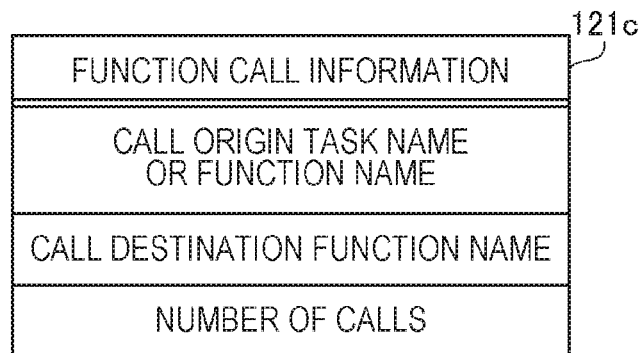 121c
FUNCTION CALL INFORMATION
CALL ORIGIN TASK NAME
OR FUNCTION NAME
CALL DESTINATION FUNCTION NAME
NUMBER OF CALLS